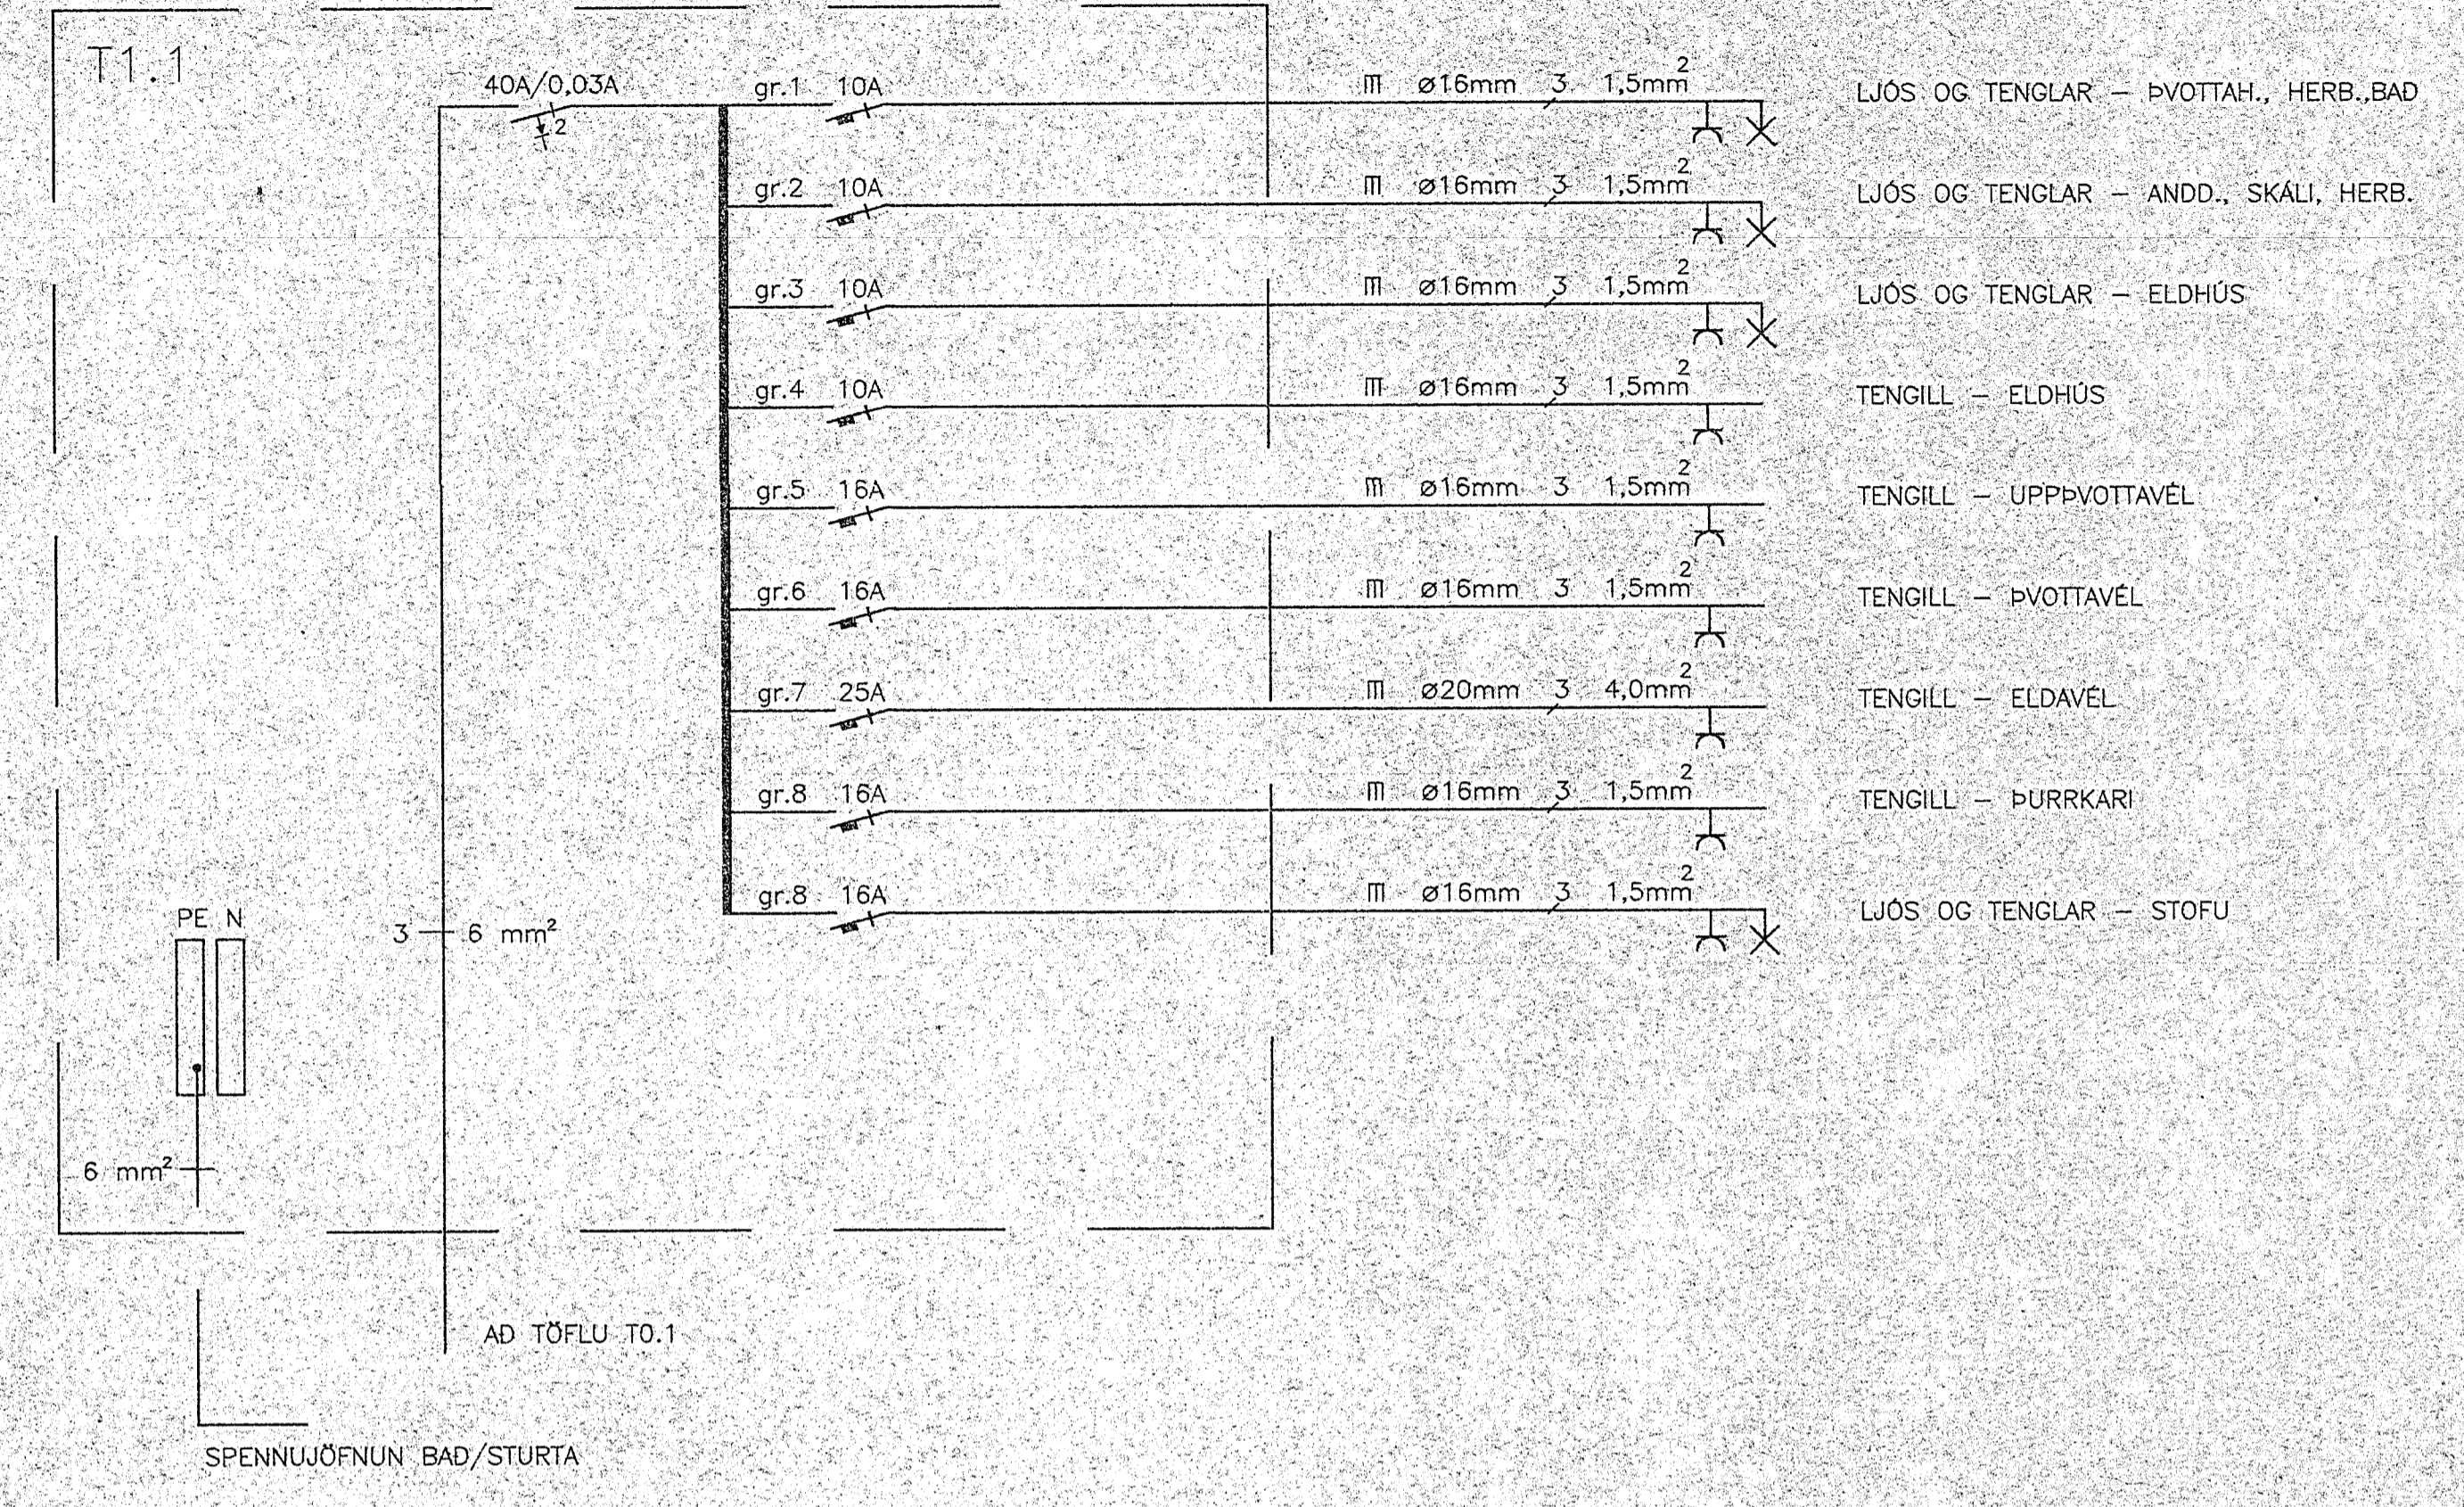 T1.1
40A/0,03A
2
gr.1 10A m ø16mm 3 1,5mm² LJÓS OG TENGLAR – ÞVOTTAH., HERB.,BAÐ
gr.2 10A m ø16mm 3 1,5mm² LJÓS OG TENGLAR – ANDD., SKÁLI, HERB.
gr.3 10A m ø16mm 3 1,5mm² LJÓS OG TENGLAR – ELDHÚS
gr.4 10A m ø16mm 3 1,5mm² TENGILL – ELDHÚS
gr.5 16A m ø16mm 3 1,5mm² TENGILL – UPPÞVOTTAVÉL
gr.6 16A m ø16mm 3 1,5mm² TENGILL – ÞVOTTAVÉL
gr.7 25A m ø20mm 3 4,0mm² TENGILL – ELDAVÉL
gr.8 16A m ø16mm 3 1,5mm² TENGILL – ÞURRKARI
gr.8 16A m ø16mm 3 1,5mm² LJÓS OG TENGLAR – STOFU
PE N
3 6 mm²
6 mm²
AÐ TÖFLU T0.1
SPENNUJÖFNUN BAÐ/STURTA